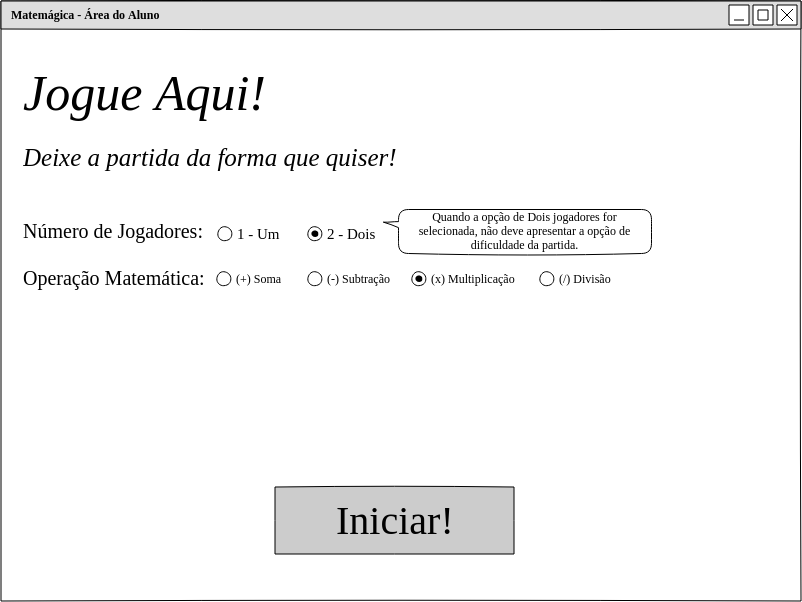 Matemágica - Área do Aluno
Jogue Aqui!
Deixe a partida da forma que quiser!
Número de Jogadores: 1 - Um 2 - Dois
Quando a opção de Dois jogadores for
selecionada, não deve apresentar a opção de
dificuldade da partida.
Operação Matemática: (+) Soma (-) Subtração (x) Multiplicação (/) Divisão
Iniciar!